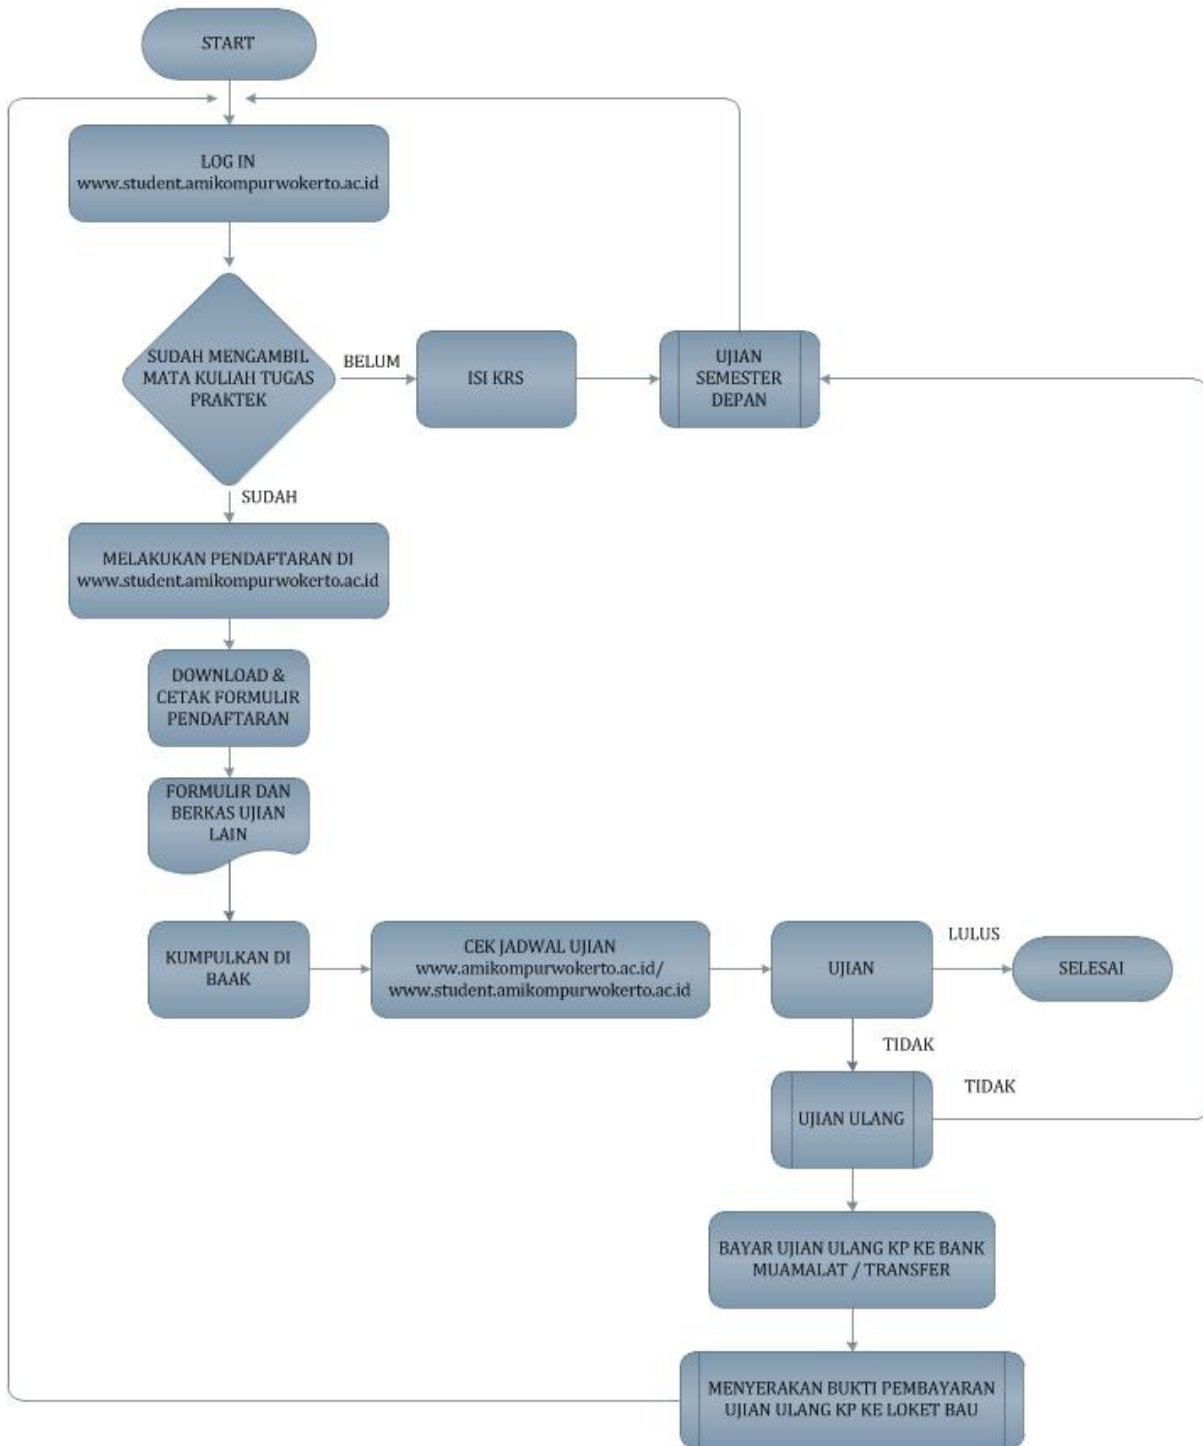 START
LOG IN
www.student.amikompurwokerto.ac.id
SUDAH MENGAMBIL
MATA KULIAH TUGAS
PRAKTEK
BELUM
ISI KRS
UJIAN
SEMESTER
DEPAN
SUDAH
MELAKUKAN PENDAFTARAN DI
www.student.amikompurwokerto.ac.id
DOWNLOAD &
CETAK FORMULIR
PENDAFTARAN
FORMULIR DAN
BERKAS UJIAN
LAIN
KUMPULKAN DI
BAAK
CEK JADWAL UJIAN
www.amikompurwokerto.ac.id/
www.student.amikompurwokerto.ac.id
UJIAN
LULUS
SELESAI
TIDAK
UJIAN ULANG
TIDAK
BAYAR UJIAN ULANG KP KE BANK
MUAMALAT / TRANSFER
MENYERAKAN BUKTI PEMBAYARAN
UJIAN ULANG KP KE LOKET BAU